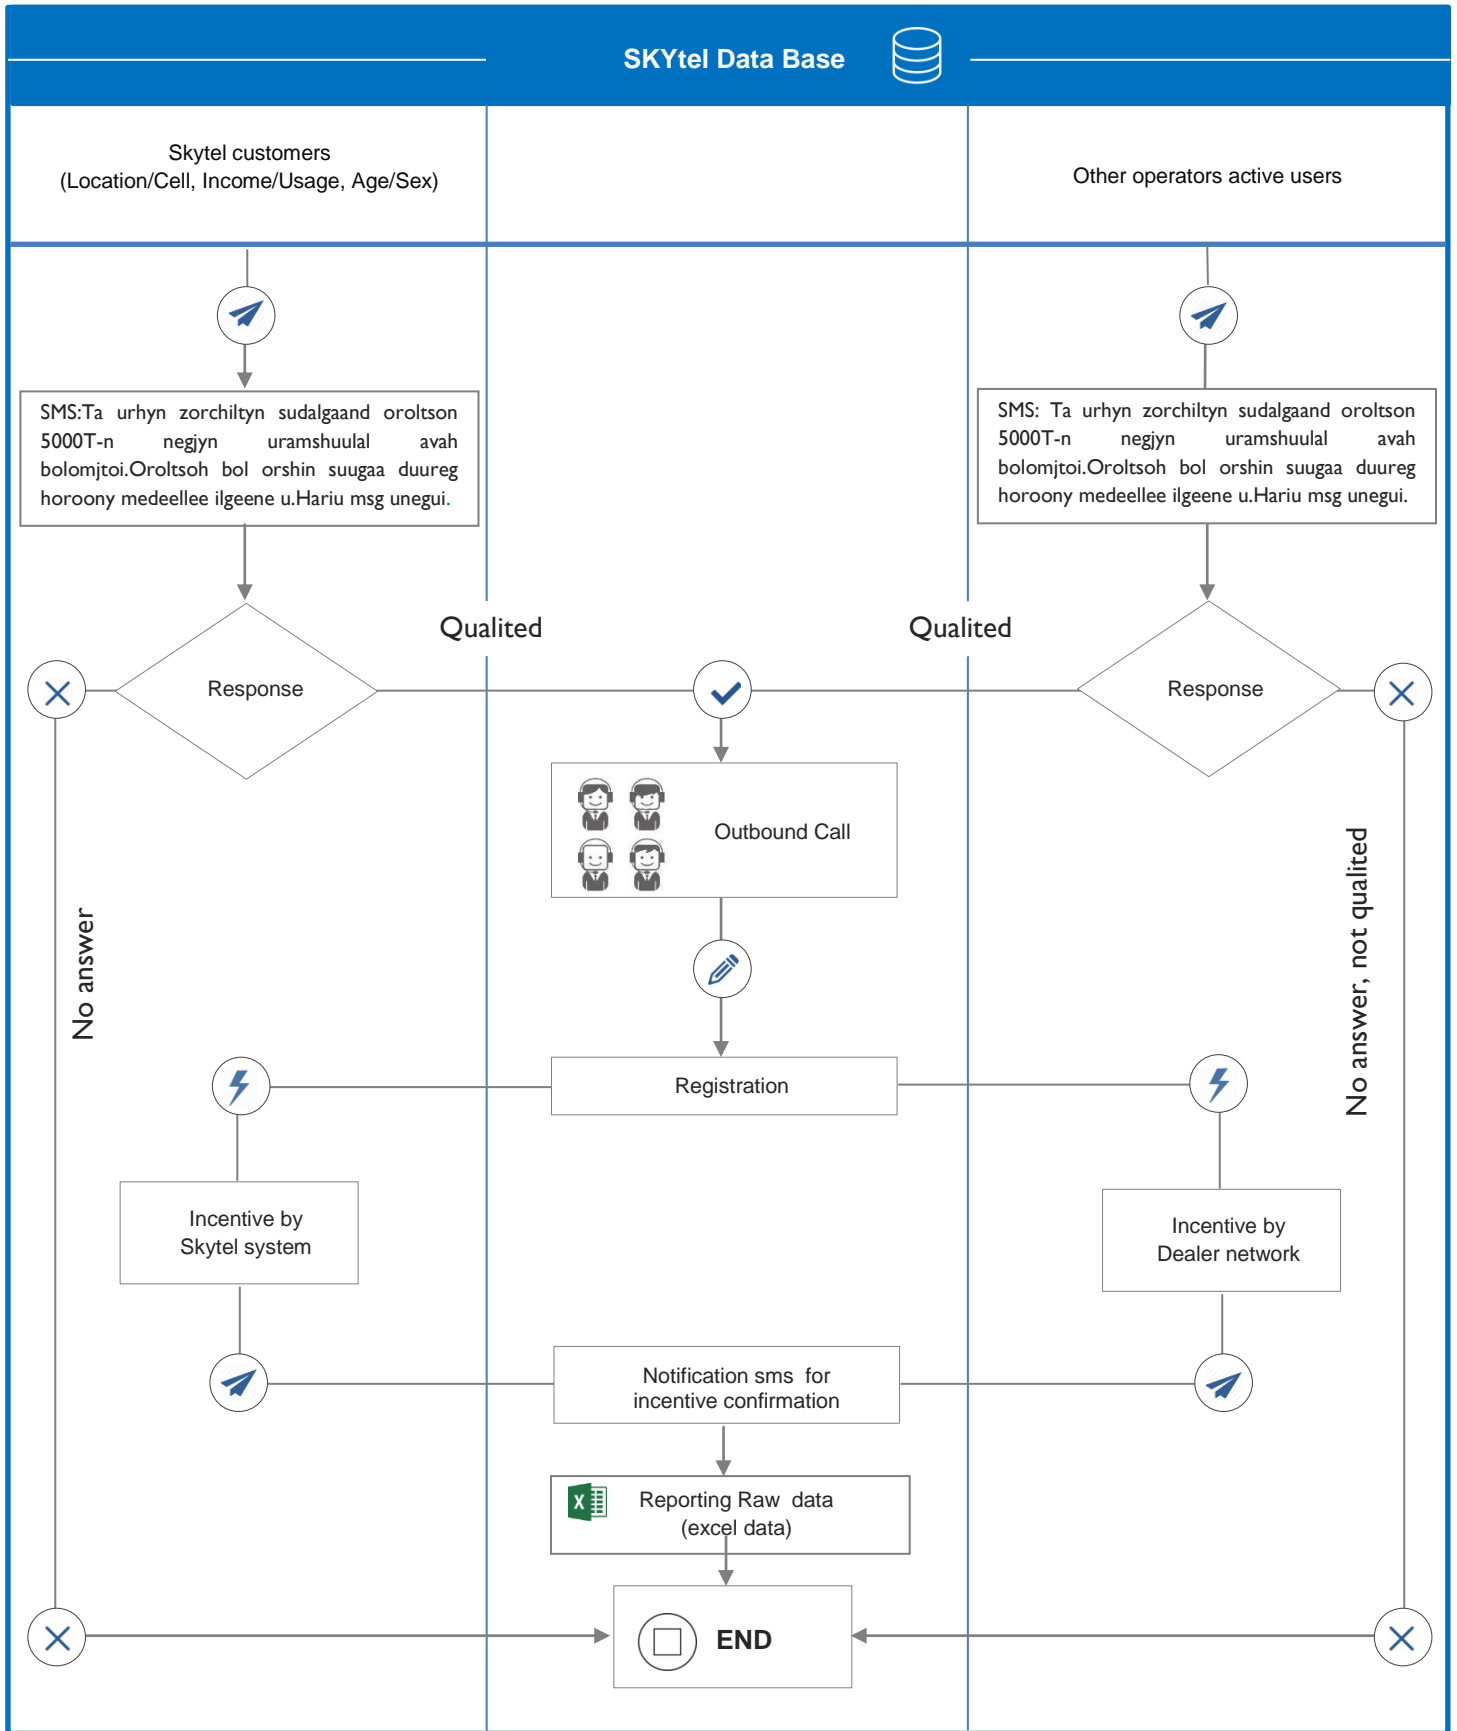 SKYtel Data Base
Skytel customers
(Location/Cell, Income/Usage, Age/Sex)
Other operators active users
SMS:Ta urhyn zorchiltyn sudalgaand oroltson
5000T-n negjyn uramshuulal avah
bolomjtoi.Oroltsoh bol orshin suugaa duureg
horoony medeellee ilgeene u.Hariu msg unegui.
SMS: Ta urhyn zorchiltyn sudalgaand oroltson
5000T-n negjyn uramshuulal avah
bolomjtoi.Oroltsoh bol orshin suugaa duureg
horoony medeellee ilgeene u.Hariu msg unegui.
Qualited
Qualited
Response
Response
Outbound Call
No answer
No answer, not qualited
Registration
Incentive by
Skytel system
Incentive by
Dealer network
Notification sms for
incentive confirmation
X
Reporting Raw data
(excel data)
END